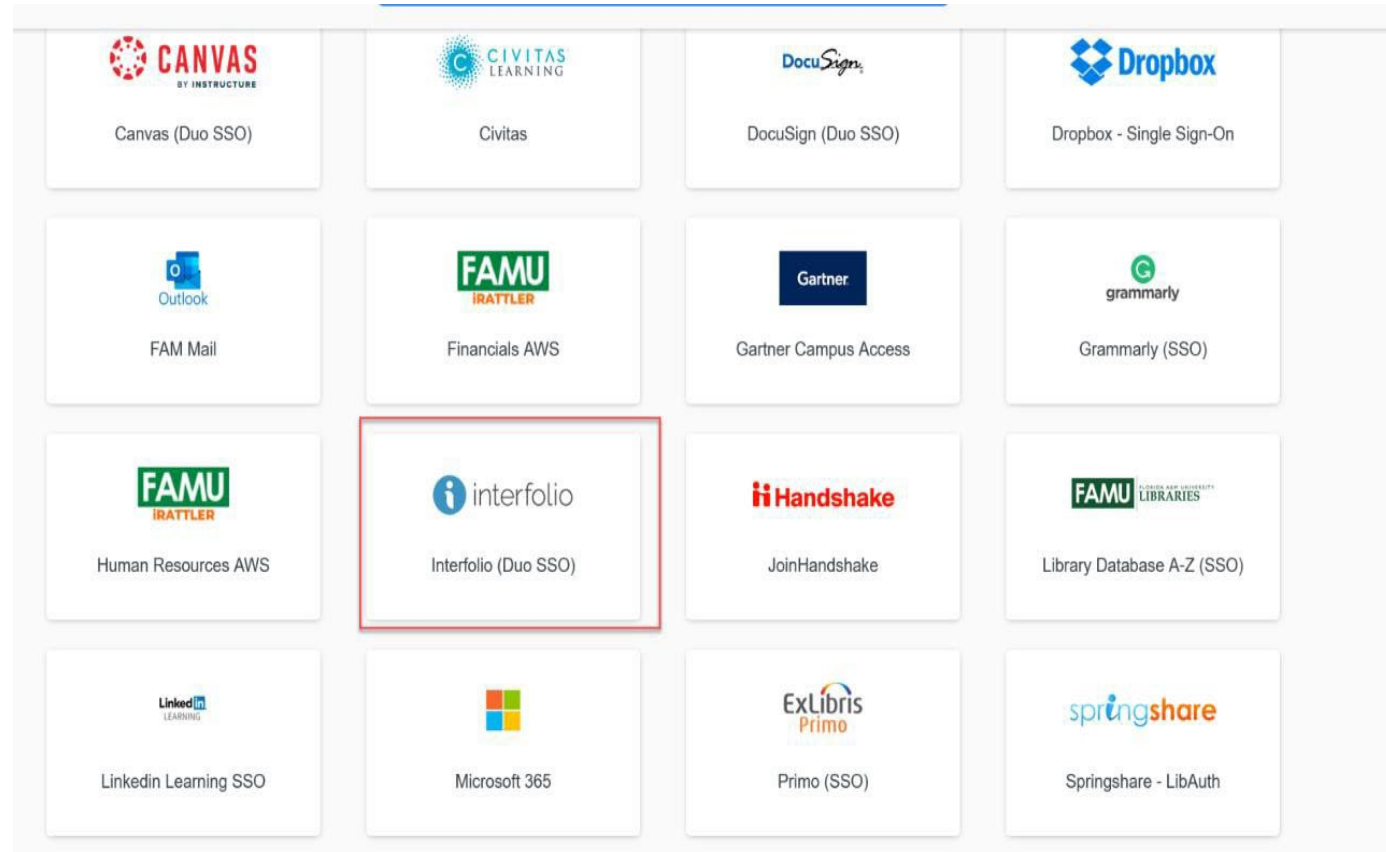 CANVAS
BY INSTRUCTURE
Canvas (Duo SSO)
CIVITAS
LEARNING
Civitas
DocuSign
DocuSign (Duo SSO)
Dropbox
Dropbox - Single Sign-On
Outlook
FAM Mail
FAMU
iRATTLER
Financials AWS
Gartner
Gartner Campus Access
grammarly
Grammarly (SSO)
FAMU
iRATTLER
Human Resources AWS
interfolio
Interfolio (Duo SSO)
Handshake
JoinHandshake
FAMU
FLORIDA A&M UNIVERSITY
LIBRARIES
Library Database A-Z (SSO)
Linked in
LEARNING
Linkedin Learning SSO
Microsoft 365
ExLibris
Primo
Primo (SSO)
springshare
Springshare - LibAuth